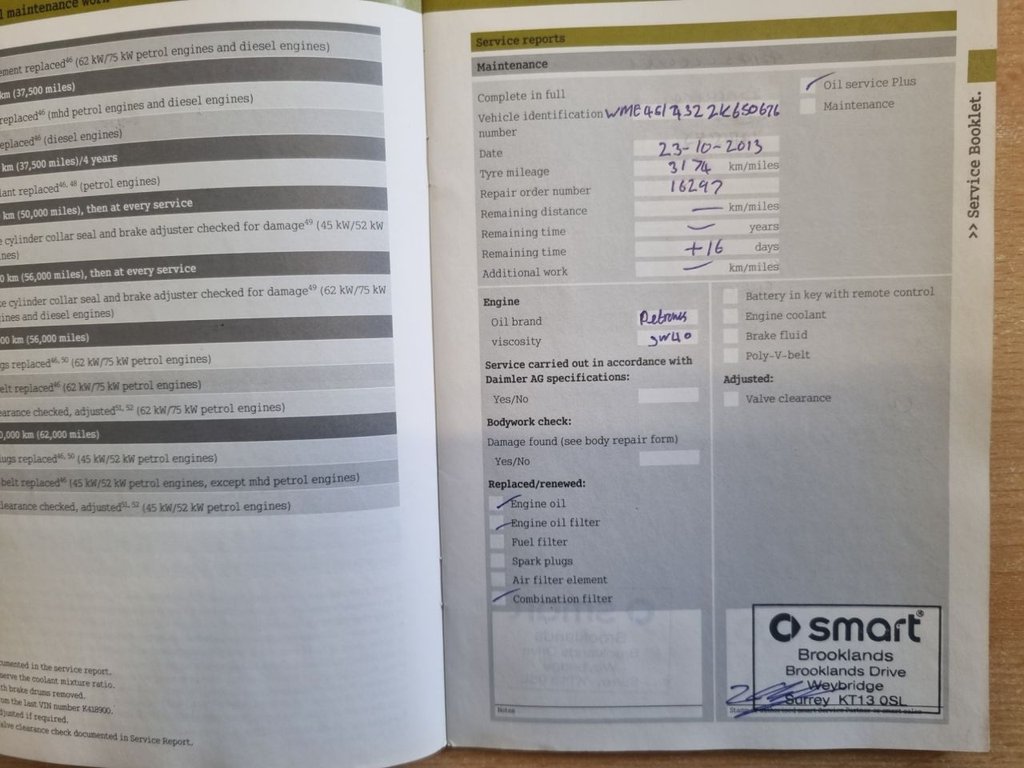 l maintenance work
ement replaced⁴⁶ (62 kW/75 kW petrol engines and diesel engines)
km (37,500 miles)
replaced⁴⁶ (mhd petrol engines and diesel engines)
eplaced⁴⁶ (diesel engines)
km (37,500 miles)/4 years
ant replaced⁴⁶, ⁴⁸ (petrol engines)
km (50,000 miles), then at every service
e cylinder collar seal and brake adjuster checked for damage⁴⁹ (45 kW/52 kW
nes)
0 km (56,000 miles), then at every service
e cylinder collar seal and brake adjuster checked for damage⁴⁹ (62 kW/75 kW
ines and diesel engines)
00 km (56,000 miles)
gs replaced⁴⁶, ⁵⁰ (62 kW/75 kW petrol engines)
elt replaced⁴⁶ (62 kW/75 kW petrol engines)
earance checked, adjusted⁵¹, ⁵² (62 kW/75 kW petrol engines)
0,000 km (62,000 miles)
ugs replaced⁴⁶, ⁵⁰ (45 kW/52 kW petrol engines)
belt replaced⁴⁶ (45 kW/52 kW petrol engines, except mhd petrol engines)
learance checked, adjusted⁵¹, ⁵² (45 kW/52 kW petrol engines)
cumented in the service report.
serve the coolant mixture ratio.
th brake drums removed.
om the last VIN number K418900.
djusted if required.
alve clearance check documented in Service Report.
Service reports
Maintenance
Complete in full
Oil service Plus
Maintenance
Vehicle identification
number
Date 23-10-2013
Tyre mileage 3174 km/miles
Repair order number 16297
Remaining distance — km/miles
Remaining time — years
Remaining time +16 days
Additional work — km/miles
Engine
Oil brand Petronas
viscosity 5w40
Service carried out in accordance with
Daimler AG specifications:
Yes/No
Bodywork check:
Damage found (see body repair form)
Yes/No
Replaced/renewed:
Engine oil
Engine oil filter
Fuel filter
Spark plugs
Air filter element
Combination filter
Notes
Battery in key with remote control
Engine coolant
Brake fluid
Poly-V-belt
Adjusted:
Valve clearance
smart®
Brooklands
Brooklands Drive
Weybridge
Surrey KT13 0SL
>> Service Booklet.